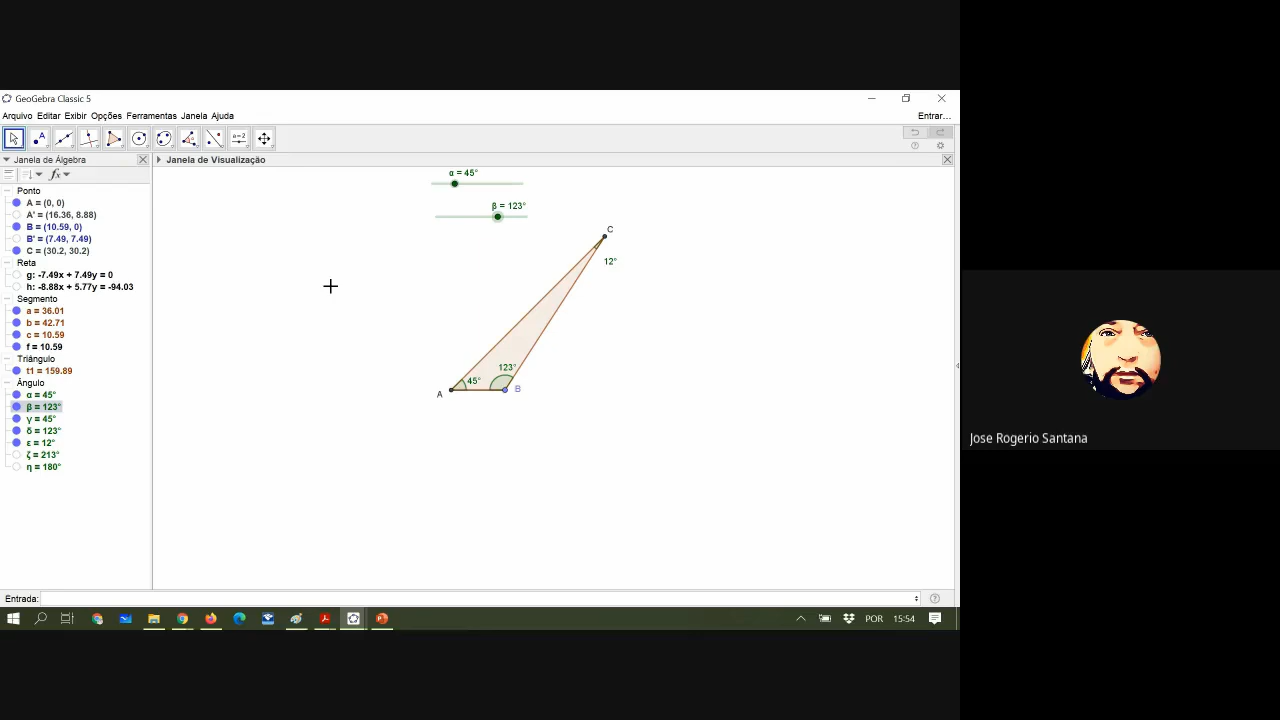 GeoGebra Classic 5
Arquivo Editar Exibir Opções Ferramentas Janela Ajuda
Entrar...
A
a=2
Janela de Álgebra
Janela de Visualização
fx
Ponto
A = (0, 0)
A' = (16.36, 8.88)
B = (10.59, 0)
B' = (7.49, 7.49)
C = (30.2, 30.2)
Reta
g: -7.49x + 7.49y = 0
h: -8.88x + 5.77y = -94.03
Segmento
a = 36.01
b = 42.71
c = 10.59
f = 10.59
Triângulo
t1 = 159.89
Ângulo
α = 45°
β = 123°
γ = 45°
δ = 123°
ε = 12°
ζ = 213°
η = 180°
α = 45°
β = 123°
C
12°
123°
45°
A
B
Jose Rogerio Santana
Entrada:
POR
15:54